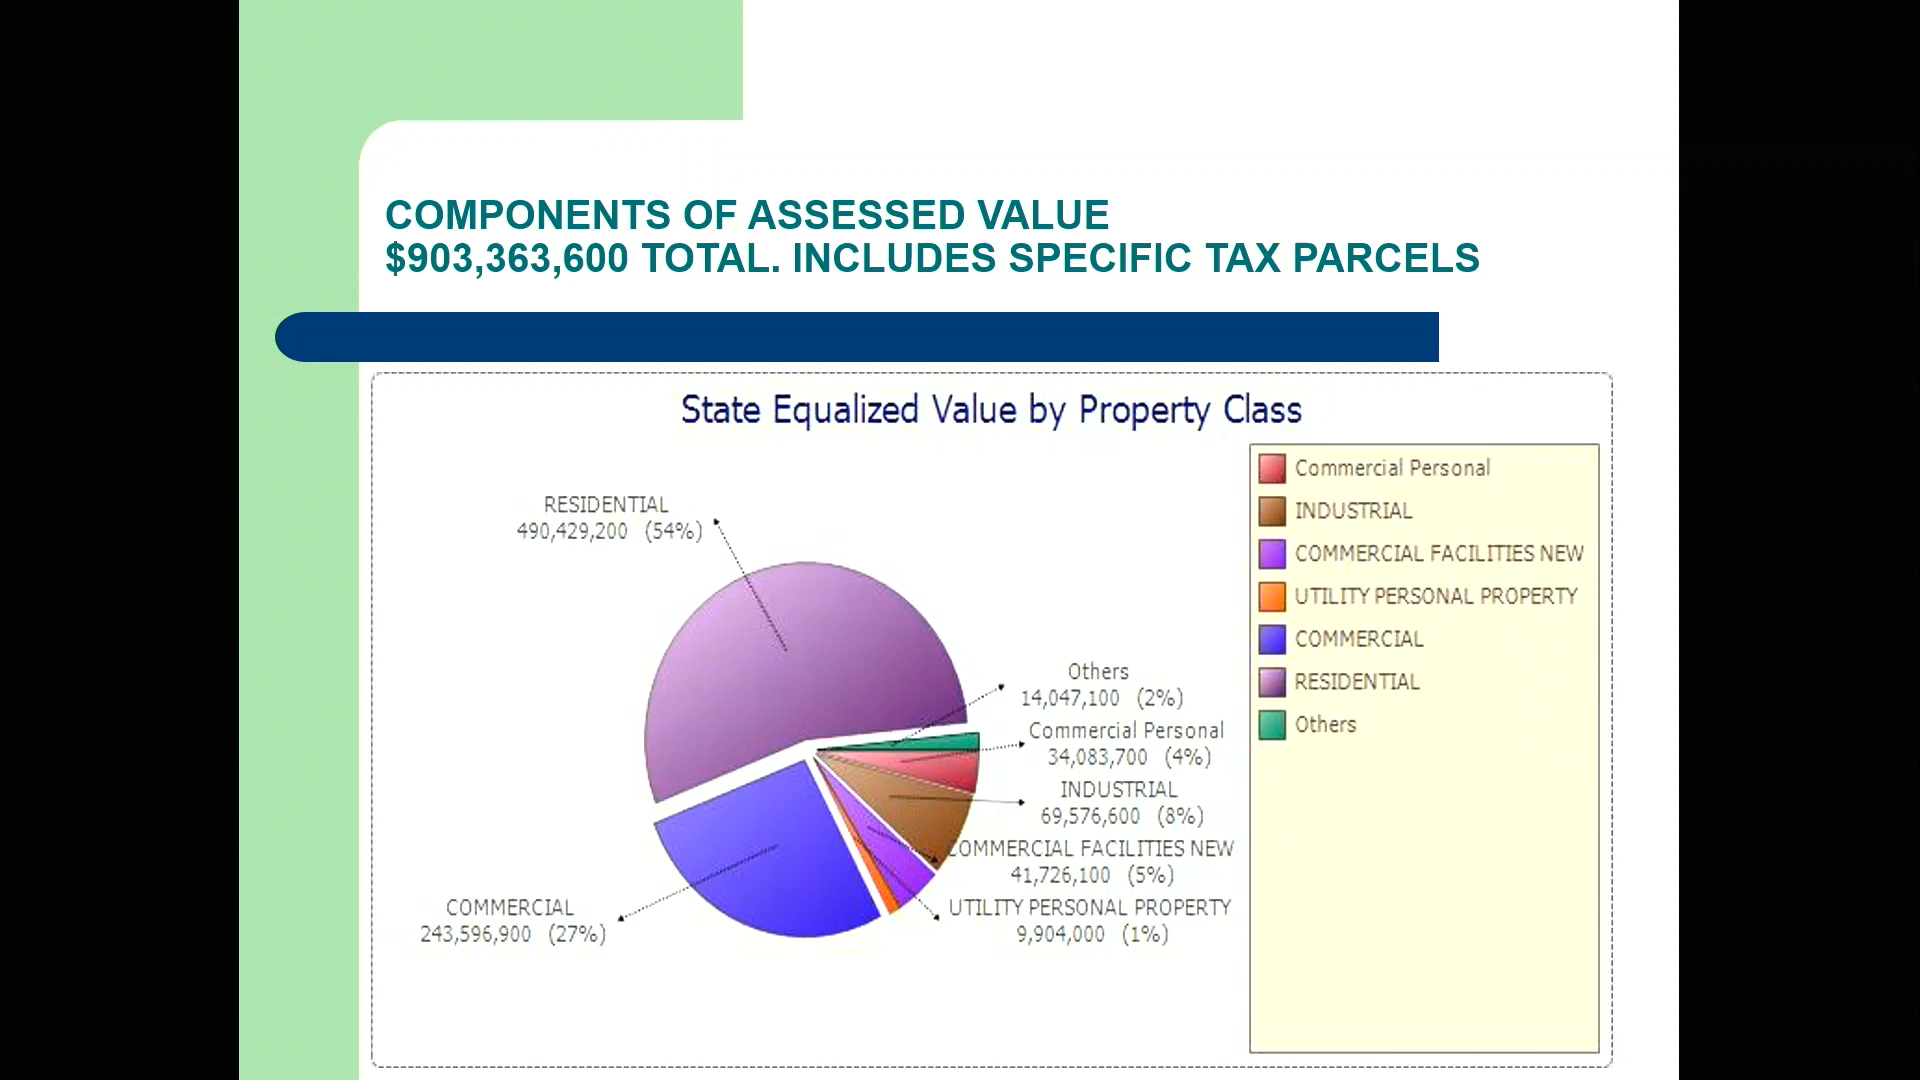 COMPONENTS OF ASSESSED VALUE
$903,363,600 TOTAL. INCLUDES SPECIFIC TAX PARCELS
State Equalized Value by Property Class
RESIDENTIAL
490,429,200 (54%)
Others
14,047,100 (2%)
Commercial Personal
34,083,700 (4%)
INDUSTRIAL
69,576,600 (8%)
COMMERCIAL FACILITIES NEW
41,726,100 (5%)
UTILITY PERSONAL PROPERTY
9,904,000 (1%)
COMMERCIAL
243,596,900 (27%)
Commercial Personal
INDUSTRIAL
COMMERCIAL FACILITIES NEW
UTILITY PERSONAL PROPERTY
COMMERCIAL
RESIDENTIAL
Others